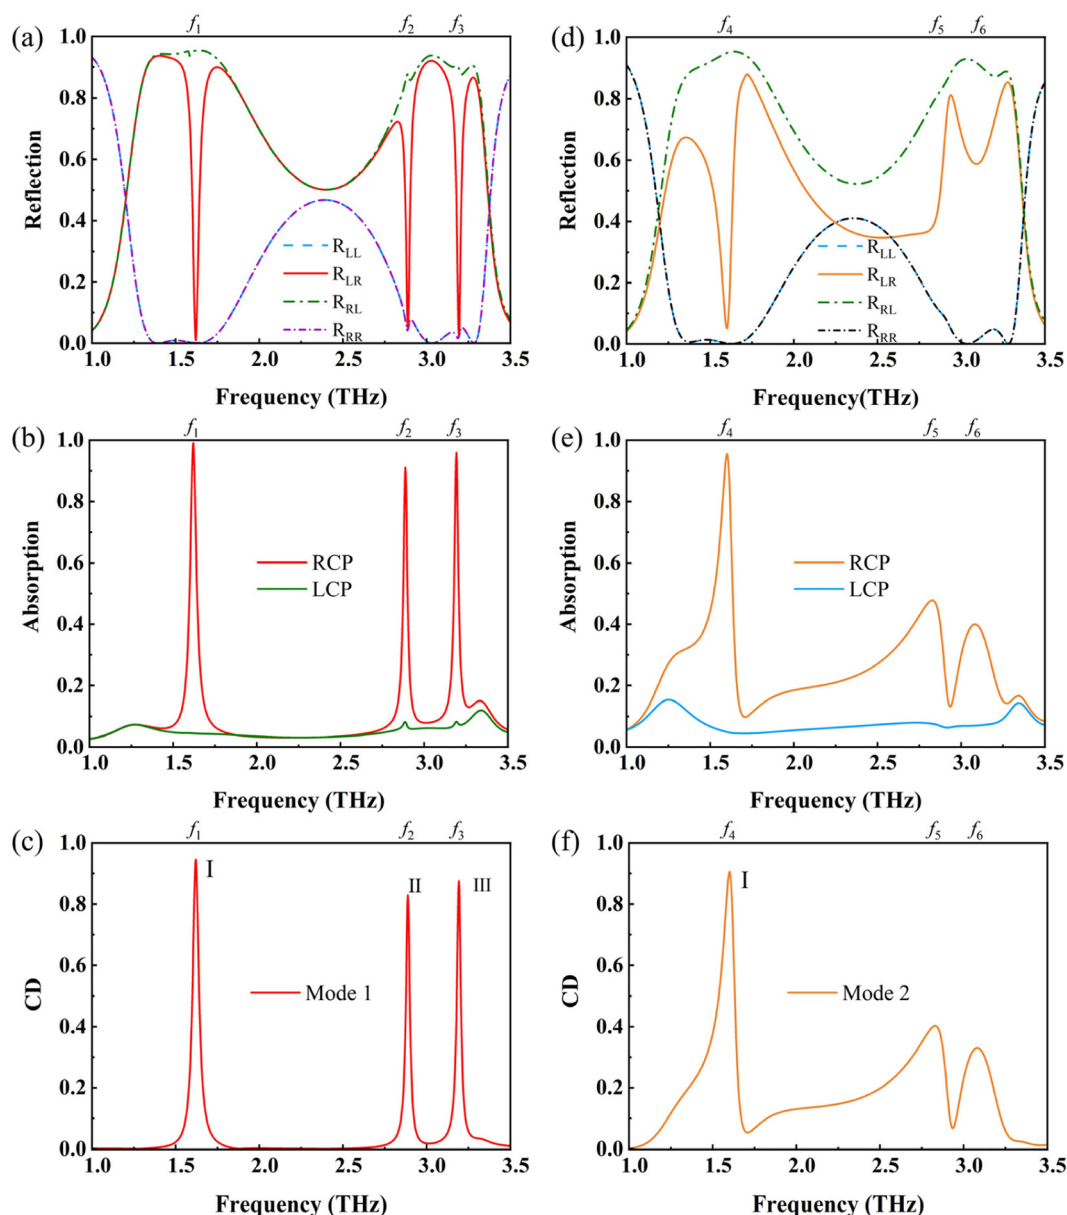 (a)
f1 f2 f3
1.0
0.8
0.6
0.4
0.2
0.0
Reflection
RLL
RLR
RRL
RRR
1.0 1.5 2.0 2.5 3.0 3.5
Frequency (THz)
(d)
f4 f5 f6
1.0
0.8
0.6
0.4
0.2
0.0
Reflection
RLL
RLR
RRL
RRR
1.0 1.5 2.0 2.5 3.0 3.5
Frequency(THz)
(b)
f1 f2 f3
1.0
0.8
0.6
0.4
0.2
0.0
Absorption
RCP
LCP
1.0 1.5 2.0 2.5 3.0 3.5
Frequency (THz)
(e)
f4 f5 f6
1.0
0.8
0.6
0.4
0.2
0.0
Absorption
RCP
LCP
1.0 1.5 2.0 2.5 3.0 3.5
Frequency (THz)
(c)
f1 f2 f3
1.0
0.8
0.6
0.4
0.2
0.0
CD
I II III
Mode 1
1.0 1.5 2.0 2.5 3.0 3.5
Frequency (THz)
(f)
f4 f5 f6
1.0
0.8
0.6
0.4
0.2
0.0
CD
I
Mode 2
1.0 1.5 2.0 2.5 3.0 3.5
Frequency (THz)